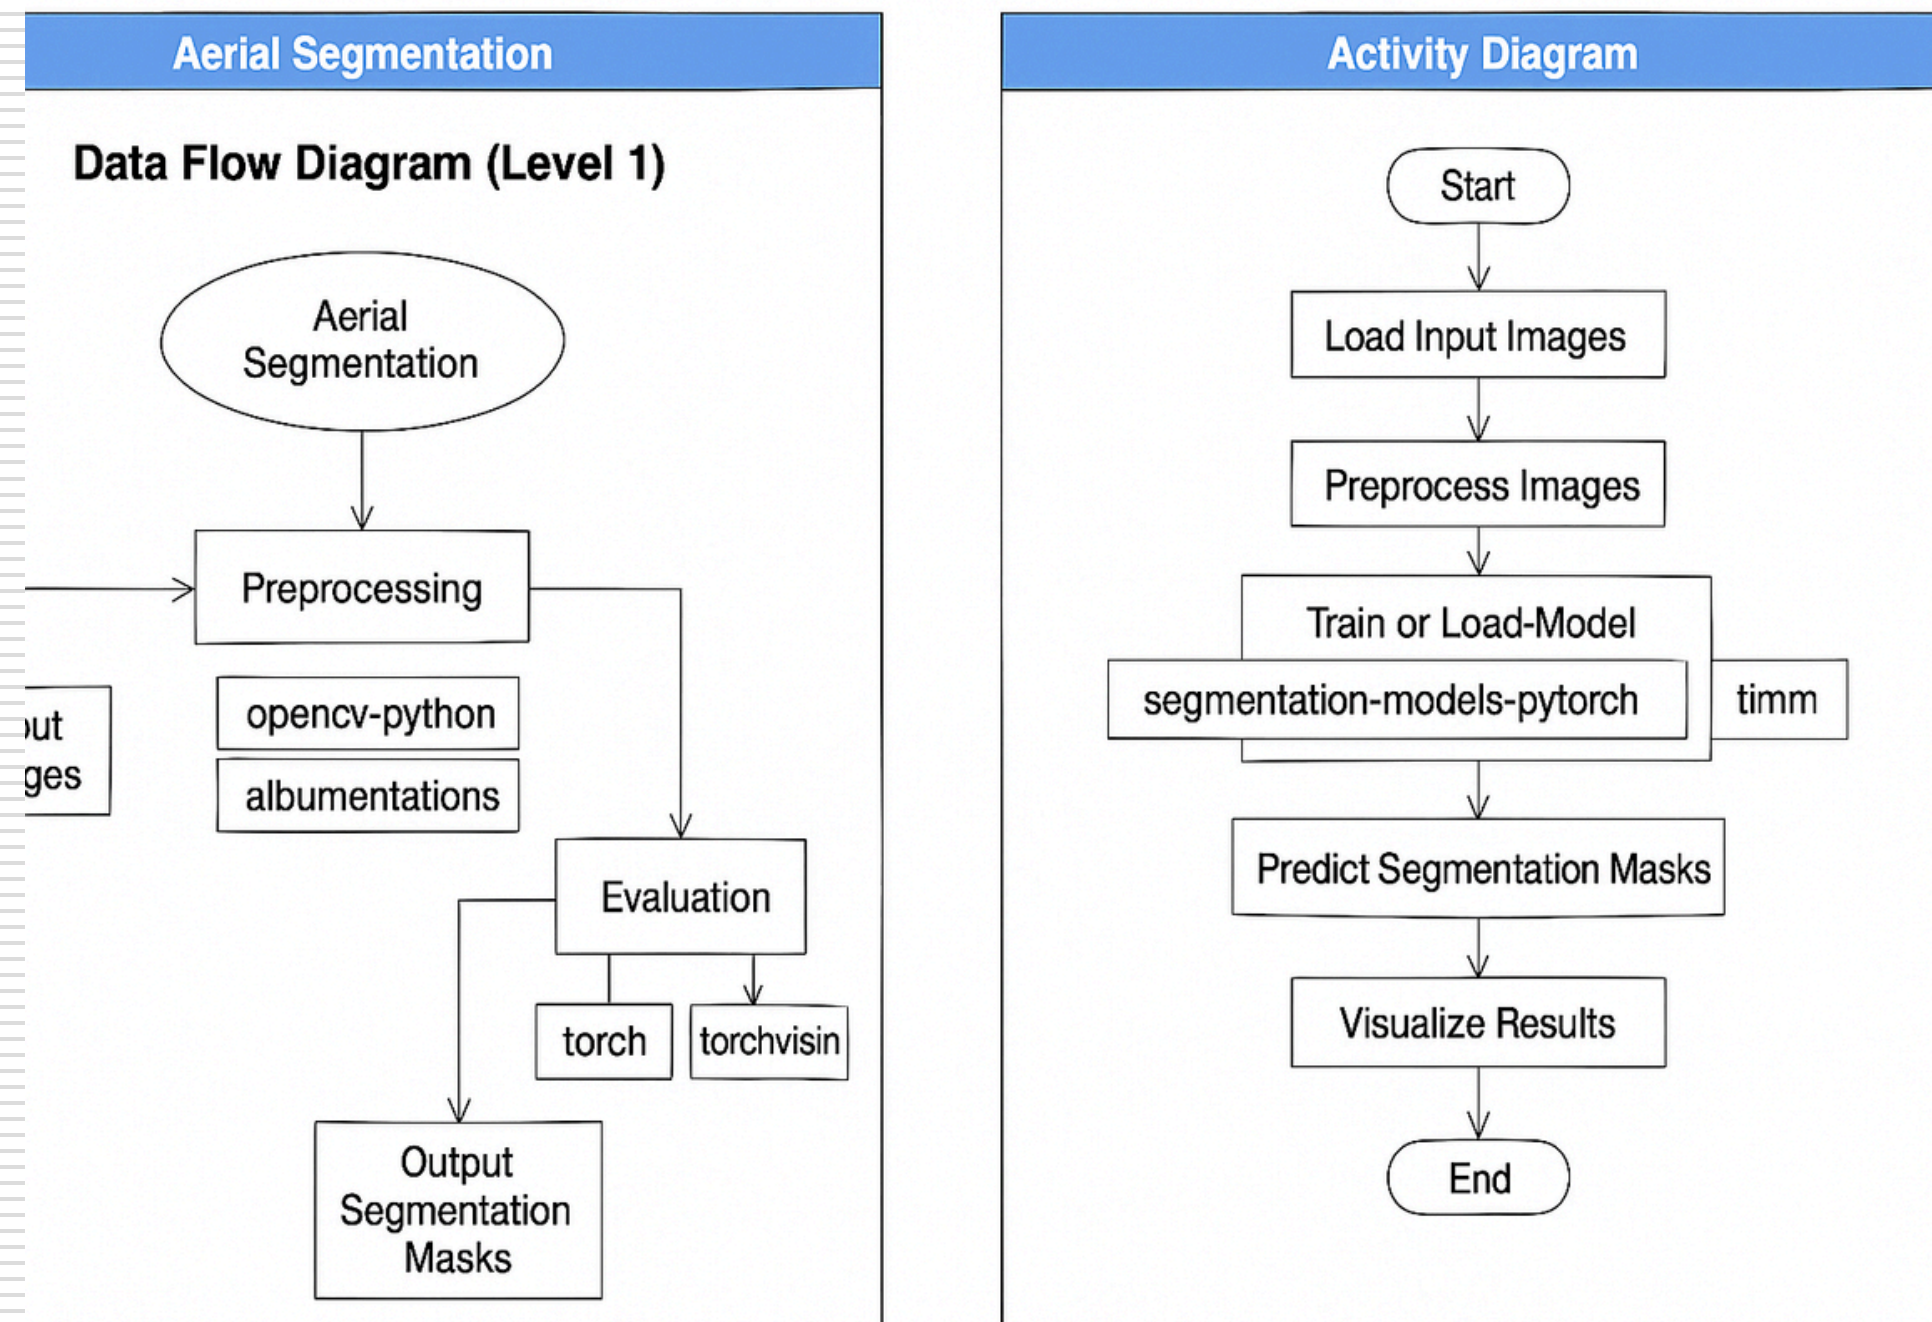 Aerial Segmentation
Data Flow Diagram (Level 1)
Aerial
Segmentation
Preprocessing
opencv-python
albumentations
Evaluation
torch
torchvisin
Output
Segmentation
Masks
Activity Diagram
Start
Load Input Images
Preprocess Images
Train or Load-Model
segmentation-models-pytorch
timm
Predict Segmentation Masks
Visualize Results
End